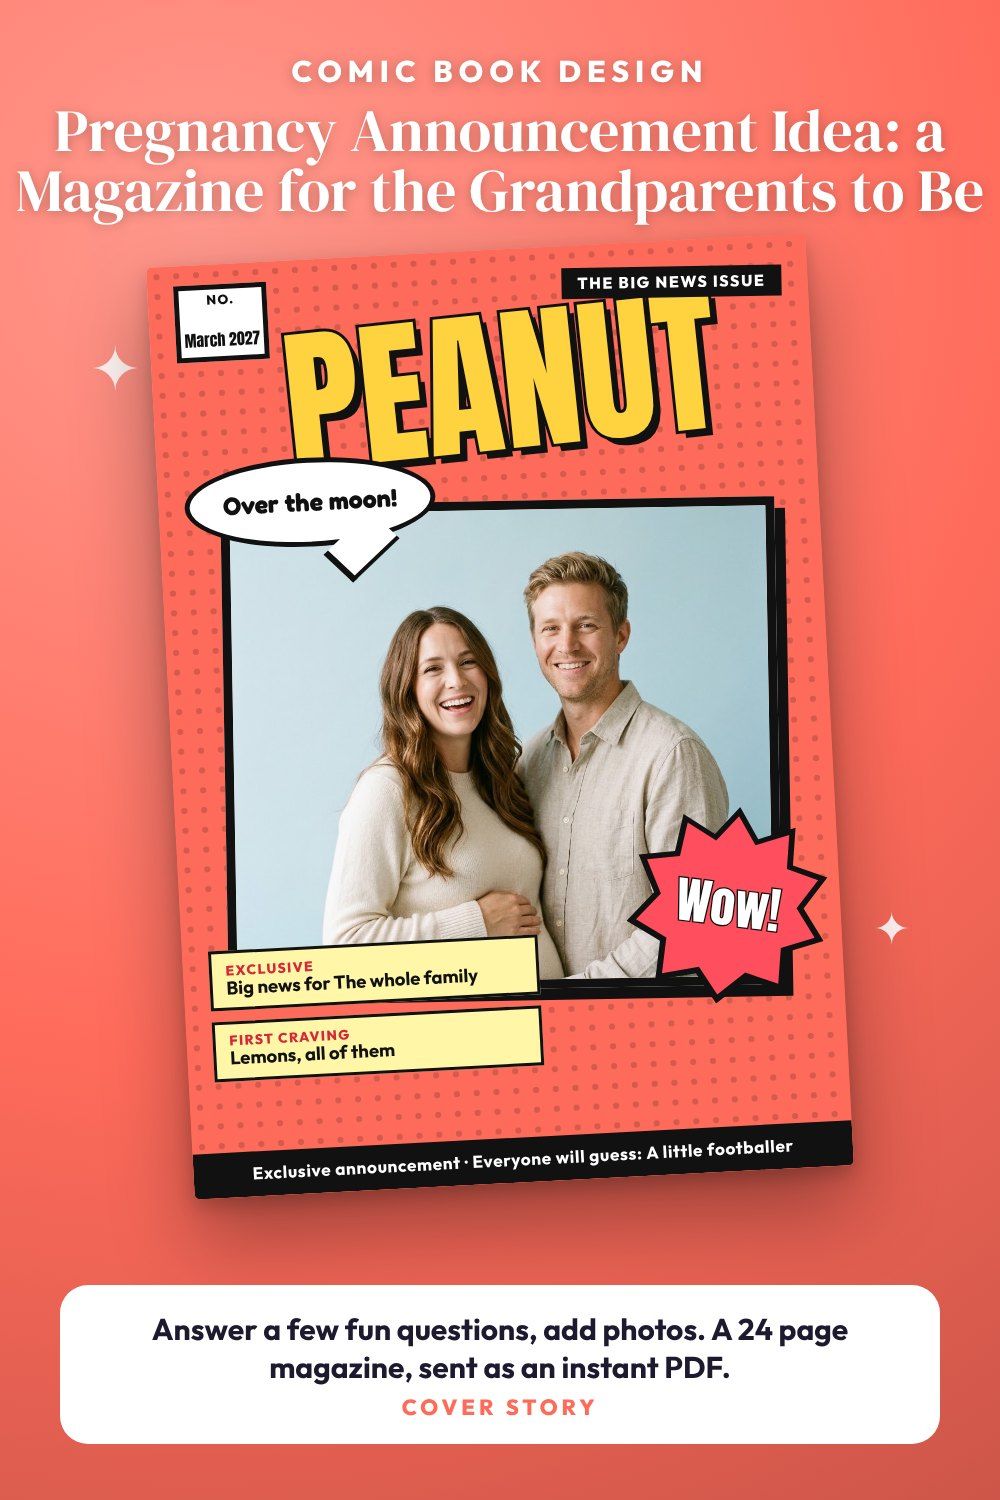 COMIC BOOK DESIGN
Pregnancy Announcement Idea: a
Magazine for the Grandparents to Be
NO.
March 2027
THE BIG NEWS ISSUE
PEANUT
Over the moon!
Wow!
EXCLUSIVE
Big news for The whole family
FIRST CRAVING
Lemons, all of them
Exclusive announcement · Everyone will guess: A little footballer
Answer a few fun questions, add photos. A 24 page
magazine, sent as an instant PDF.
COVER STORY